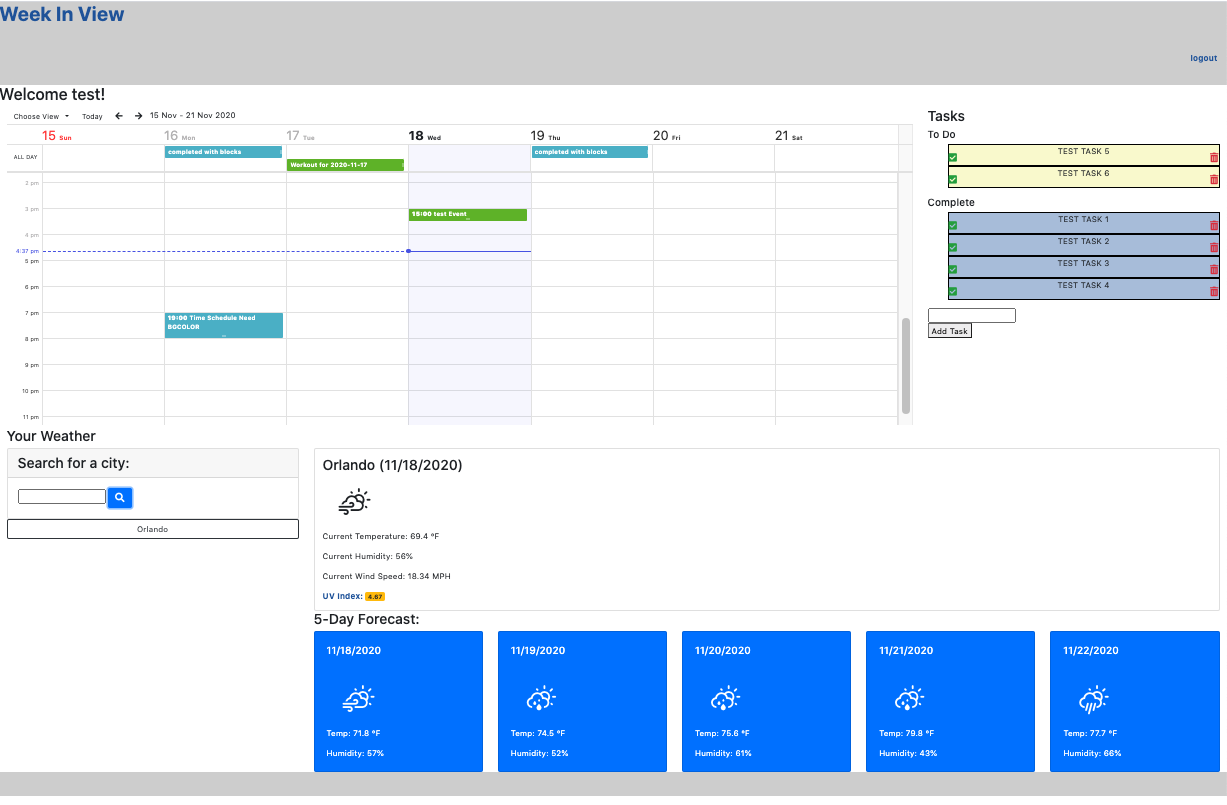 Week In View
logout
Welcome test!
Choose View Today 15 Nov - 21 Nov 2020
15 Sun 16 Mon 17 Tue 18 Wed 19 Thu 20 Fri 21 Sat
ALL DAY
completed with blocks
Workout for 2020-11-17
completed with blocks
2 pm
3 pm
15:00 test Event
4 pm
4:37 pm
5 pm
6 pm
7 pm
19:00 Time Schedule Need
BGCOLOR
8 pm
9 pm
10 pm
11 pm
Tasks
To Do
TEST TASK 5
TEST TASK 6
Complete
TEST TASK 1
TEST TASK 2
TEST TASK 3
TEST TASK 4
Add Task
Your Weather
Search for a city:
Orlando
Orlando (11/18/2020)
Current Temperature: 69.4 °F
Current Humidity: 56%
Current Wind Speed: 18.34 MPH
UV Index: 4.67
5-Day Forecast:
11/18/2020
Temp: 71.8 °F
Humidity: 57%
11/19/2020
Temp: 74.5 °F
Humidity: 52%
11/20/2020
Temp: 75.6 °F
Humidity: 61%
11/21/2020
Temp: 79.8 °F
Humidity: 43%
11/22/2020
Temp: 77.7 °F
Humidity: 66%